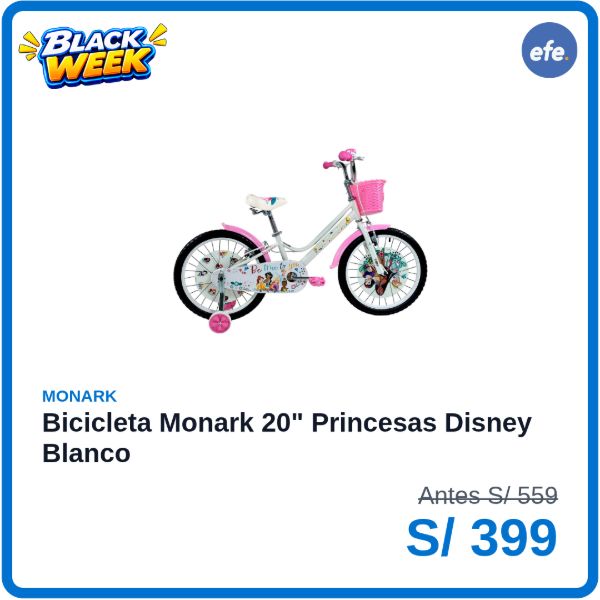 BLACK
WEEK
efe.
MONARK
Bicicleta Monark 20" Princesas Disney
Blanco
Antes S/ 559
S/ 399